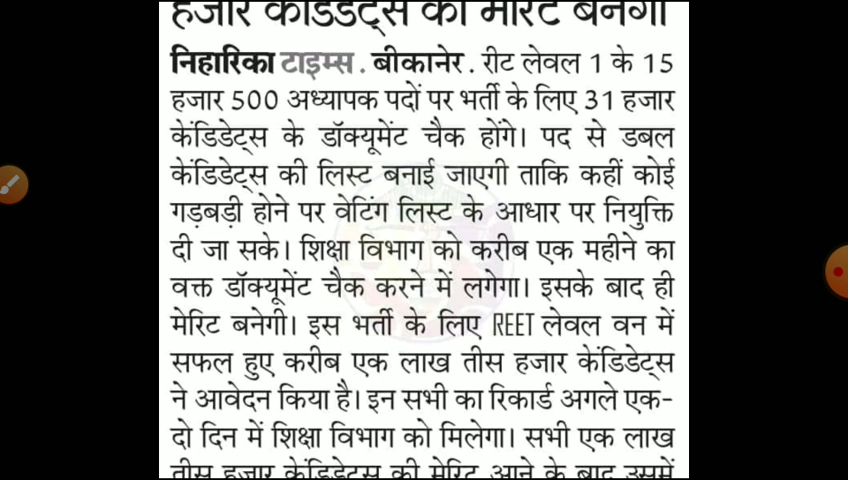 हजार कैंडिडेट्स की मेरिट बनेगी
निहारिका टाइम्स. बीकानेर. रीट लेवल 1 के 15
हजार 500 अध्यापक पदों पर भर्ती के लिए 31 हजार
केंडिडेट्स के डॉक्यूमेंट चैक होंगे। पद से डबल
केंडिडेट्स की लिस्ट बनाई जाएगी ताकि कहीं कोई
गड़बड़ी होने पर वेटिंग लिस्ट के आधार पर नियुक्ति
दी जा सके। शिक्षा विभाग को करीब एक महीने का
वक्त डॉक्यूमेंट चैक करने में लगेगा। इसके बाद ही
मेरिट बनेगी। इस भर्ती के लिए REET लेवल वन में
सफल हुए करीब एक लाख तीस हजार केंडिडेट्स
ने आवेदन किया है। इन सभी का रिकार्ड अगले एक-
दो दिन में शिक्षा विभाग को मिलेगा। सभी एक लाख
तीस हजार केंडिडेट्स की मेरिट आने के बाद उसमें